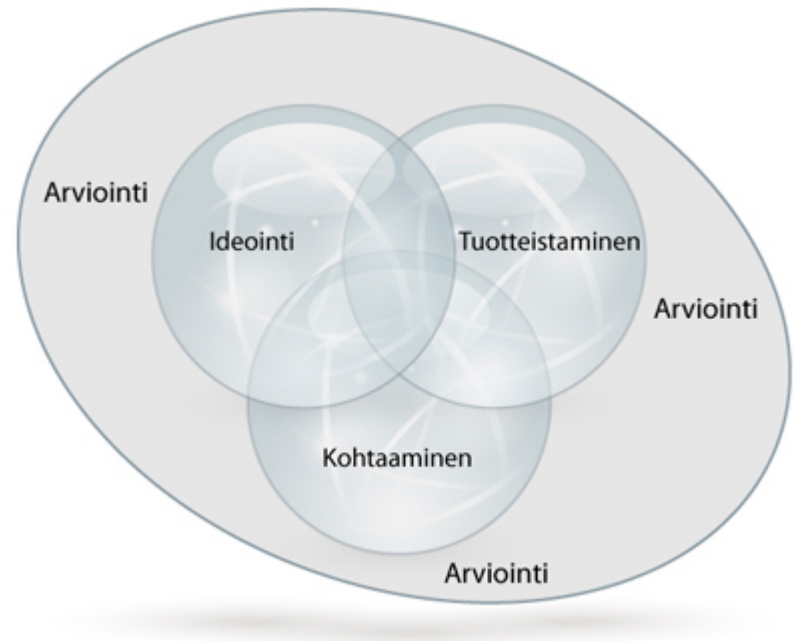 Arviointi
Ideointi
Tuotteistaminen
Arviointi
Kohtaaminen
Arviointi